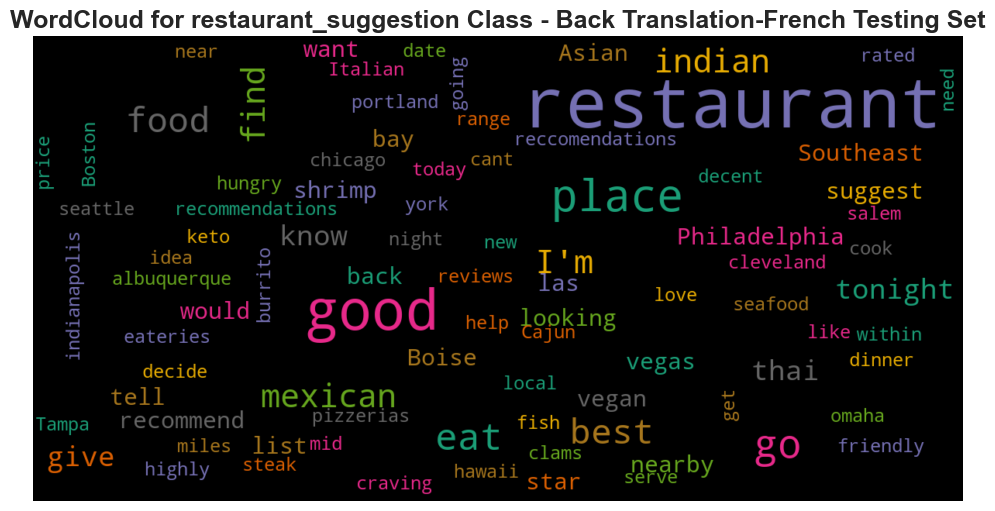 WordCloud for restaurant_suggestion Class - Back Translation-French Testing Set
near
want
date
Italian
going
Asian
indian
rated
need
food
find
portland
restaurant
price
Boston
range
bay
reccomendations
chicago
today
cant
Southeast
hungry
shrimp
place
decent
suggest
seattle
recommendations
york
salem
keto
know
night
new
Philadelphia
cook
indianapolis
idea
albuquerque
burrito
back
reviews
I'm
las
cleveland
tonight
would
good
love
seafood
eateries
help
looking
Cajun
like
within
decide
Boise
vegas
thai
dinner
tell
mexican
local
vegan
get
Tampa
recommend
pizzerias
fish
best
omaha
give
miles
list
mid
eat
clams
nearby
go
friendly
highly
steak
craving
hawaii
star
serve